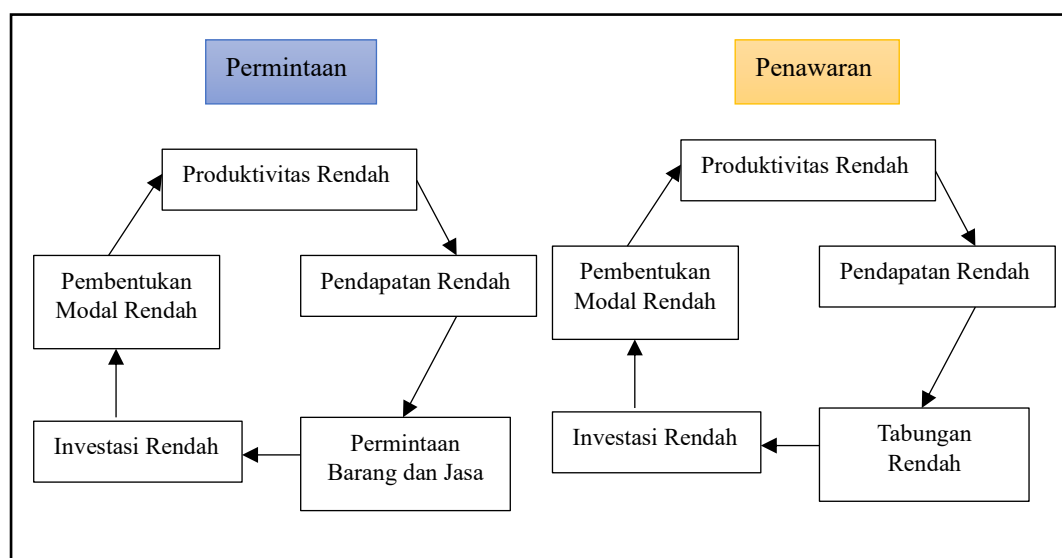 Permintaan
Produktivitas Rendah
Pendapatan Rendah
Permintaan
Barang dan Jasa
Investasi Rendah
Pembentukan
Modal Rendah
Penawaran
Produktivitas Rendah
Pendapatan Rendah
Tabungan
Rendah
Investasi Rendah
Pembentukan
Modal Rendah